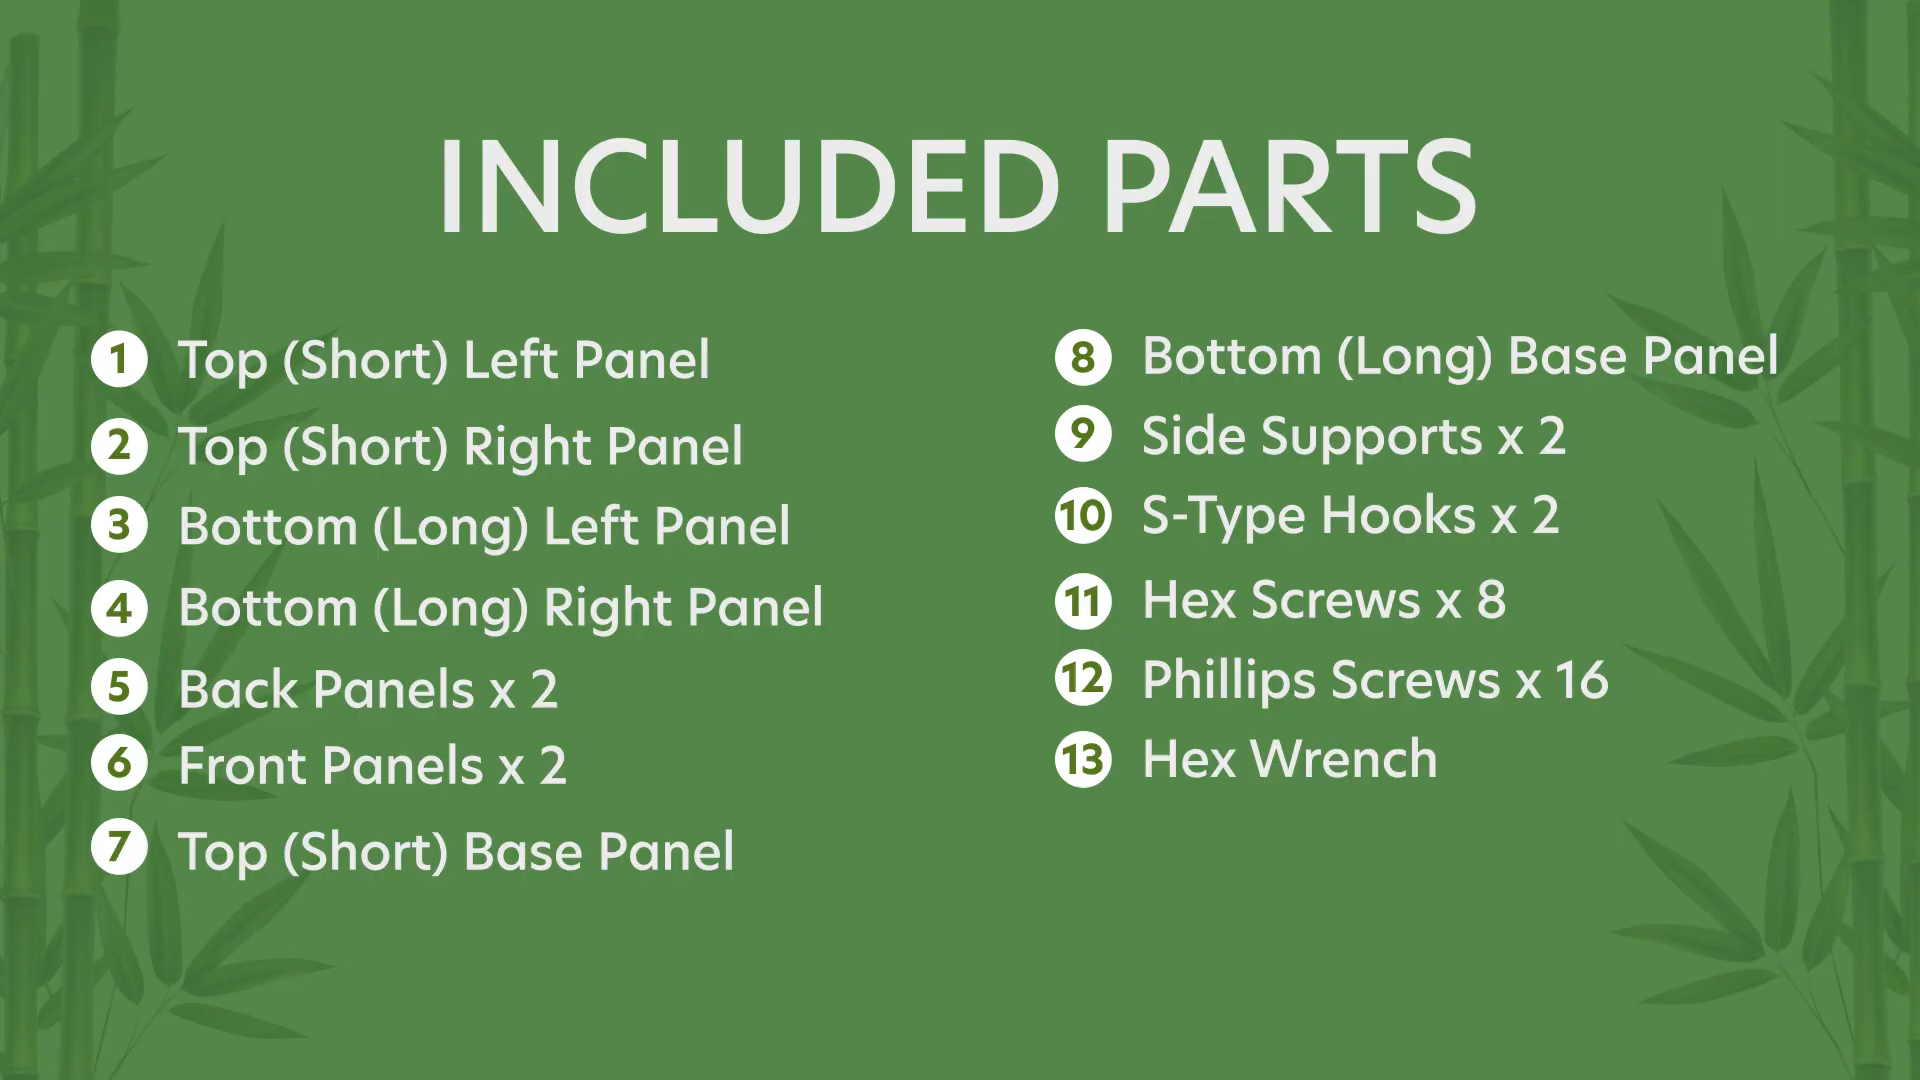 INCLUDED PARTS
1 Top (Short) Left Panel
2 Top (Short) Right Panel
3 Bottom (Long) Left Panel
4 Bottom (Long) Right Panel
5 Back Panels x 2
6 Front Panels x 2
7 Top (Short) Base Panel
8 Bottom (Long) Base Panel
9 Side Supports x 2
10 S-Type Hooks x 2
11 Hex Screws x 8
12 Phillips Screws x 16
13 Hex Wrench